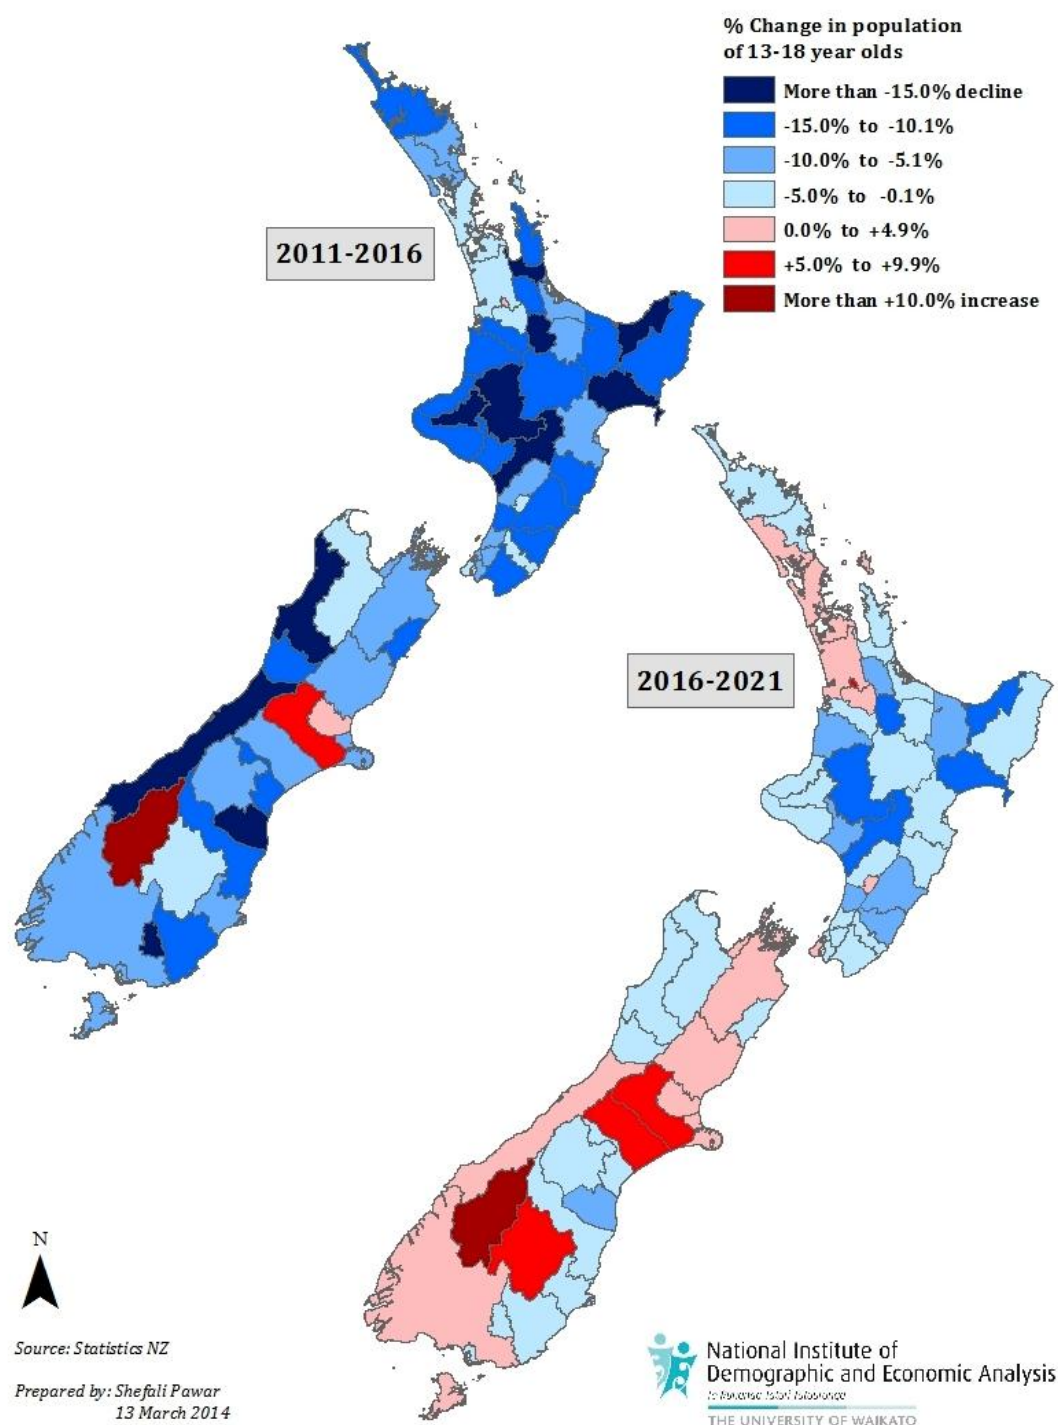 % Change in population
of 13-18 year olds
More than -15.0% decline
-15.0% to -10.1%
-10.0% to -5.1%
-5.0% to -0.1%
0.0% to +4.9%
+5.0% to +9.9%
More than +10.0% increase
2011-2016
2016-2021
N
Source: Statistics NZ
Prepared by: Shefali Pawar
13 March 2014
National Institute of
Demographic and Economic Analysis
THE UNIVERSITY OF WAIKATO